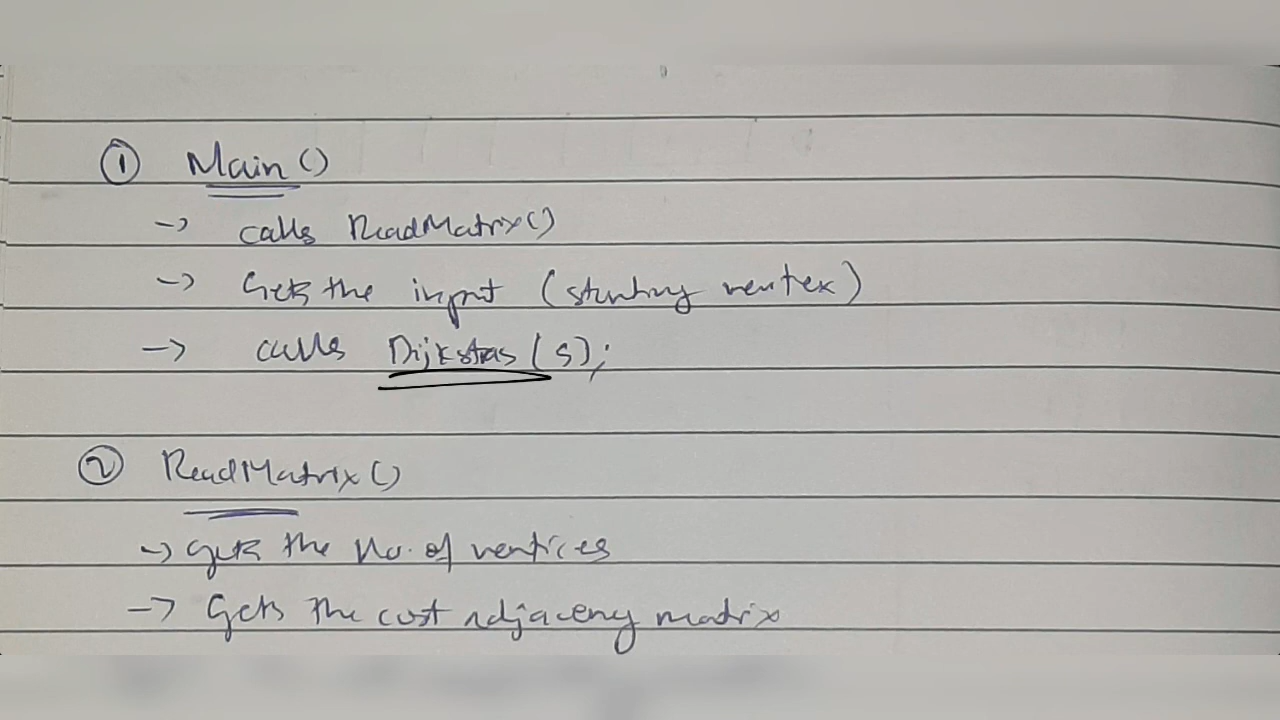 ① Main()
-> calls ReadMatrix()
-> Gets the input (starting vertex)
-> calls Dijkstras(s);
② ReadMatrix()
-> gets the No. of vertices
-> Gets the cost adjaceny matrix